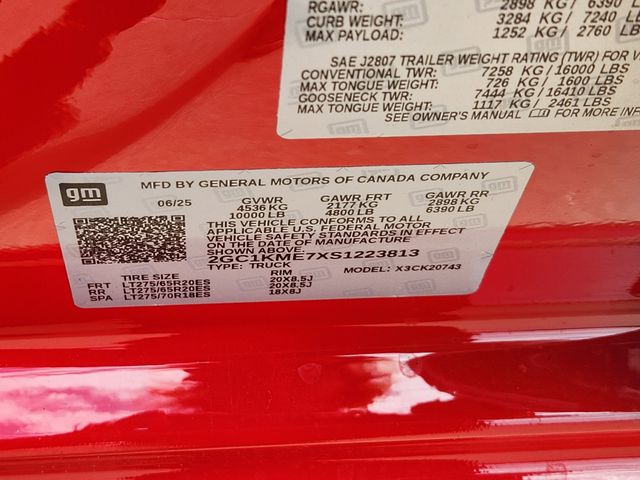 RGAWR: 2898 KG / 6390 LB
CURB WEIGHT: 3284 KG / 7240 LB
MAX PAYLOAD: 1252 KG / 2760 LB
SAE J2807 TRAILER WEIGHT RATING (TWR) FOR
CONVENTIONAL TWR: 7258 KG / 16000 LBS
MAX TONGUE WEIGHT: 726 KG / 1600 LBS
GOOSENECK TWR: 7444 KG / 16410 LBS
MAX TONGUE WEIGHT: 1117 KG / 2461 LBS
SEE OWNER'S MANUAL FOR MORE INFORM
gm
MFD BY GENERAL MOTORS OF CANADA COMPANY
06/25 GVWR GAWR FRT GAWR RR
4536 KG 2177 KG 2898 KG
10000 LB 4800 LB 6390 LB
THIS VEHICLE CONFORMS TO ALL
APPLICABLE U.S. FEDERAL MOTOR
VEHICLE SAFETY STANDARDS IN EFFECT
ON THE DATE OF MANUFACTURE
2GC1KME7XS1223813
TYPE: TRUCK MODEL: X3CK20743
TIRE SIZE RIM
FRT LT275/65R20ES 20X8.5J
RR LT275/65R20ES 20X8.5J
SPA LT275/70R18ES 18X8J